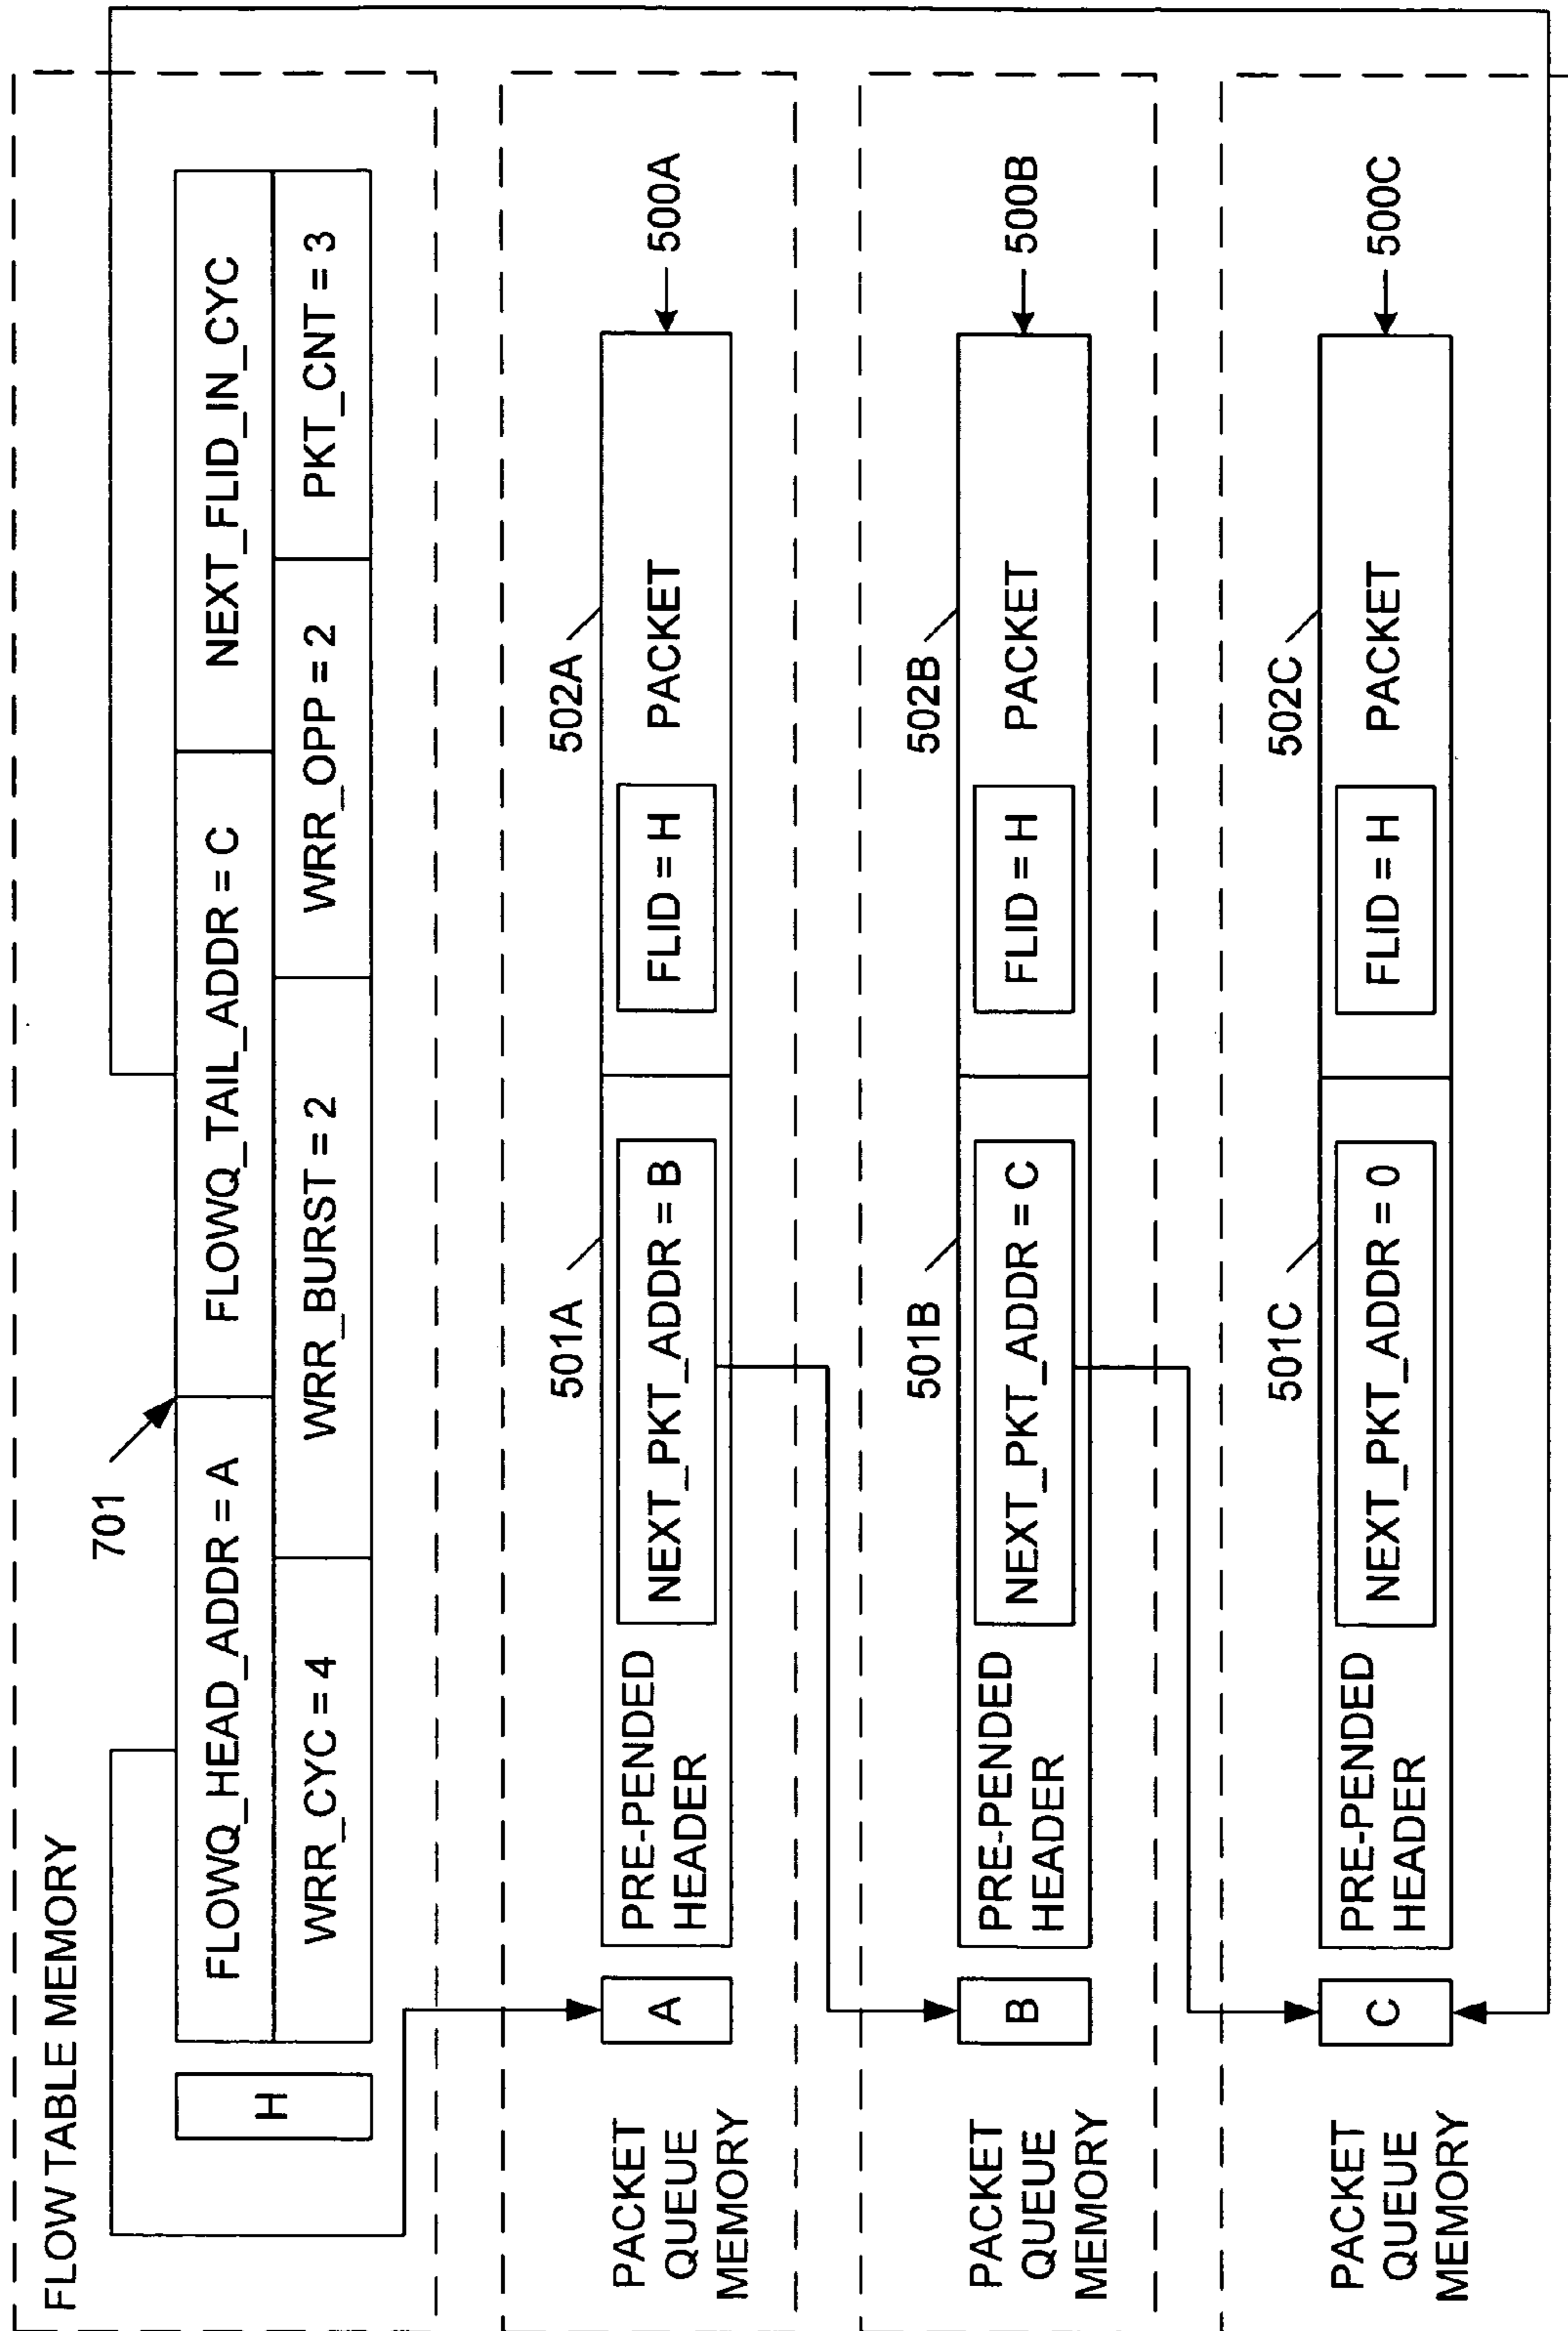 FLOW TABLE MEMORY
701
H
FLOWQ_HEAD_ADDR = A
FLOWQ_TAIL_ADDR = C
NEXT_FLID_IN_CYC
WRR_CYC = 4
WRR_BURST = 2
WRR_OPP = 2
PKT_CNT = 3
PACKET
QUEUE
MEMORY
A
PRE-PENDED
HEADER
501A
NEXT_PKT_ADDR = B
502A
FLID = H
PACKET
500A
PACKET
QUEUE
MEMORY
B
PRE-PENDED
HEADER
501B
NEXT_PKT_ADDR = C
502B
FLID = H
PACKET
500B
PACKET
QUEUE
MEMORY
C
PRE-PENDED
HEADER
501C
NEXT_PKT_ADDR = 0
502C
FLID = H
PACKET
500C